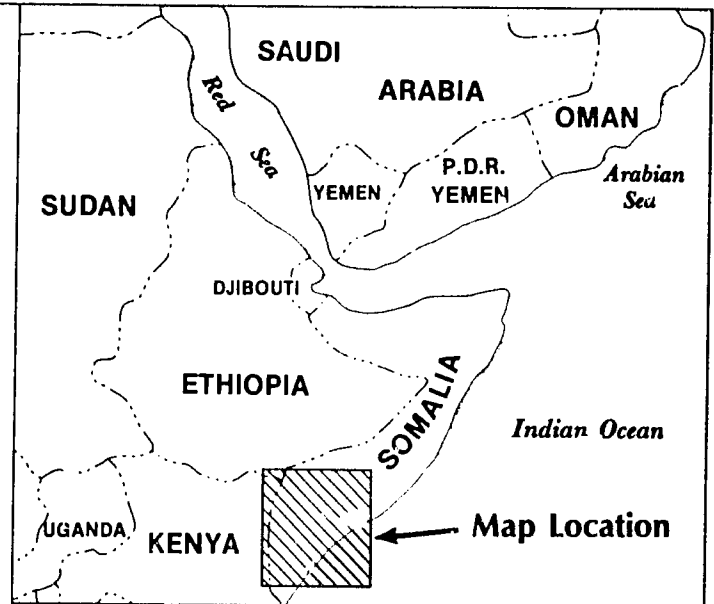 SAUDI
ARABIA
Red
Sea
OMAN
P.D.R.
YEMEN
YEMEN
Arabian
Sea
SUDAN
DJIBOUTI
ETHIOPIA
SOMALIA
Indian Ocean
UGANDA
KENYA
Map Location